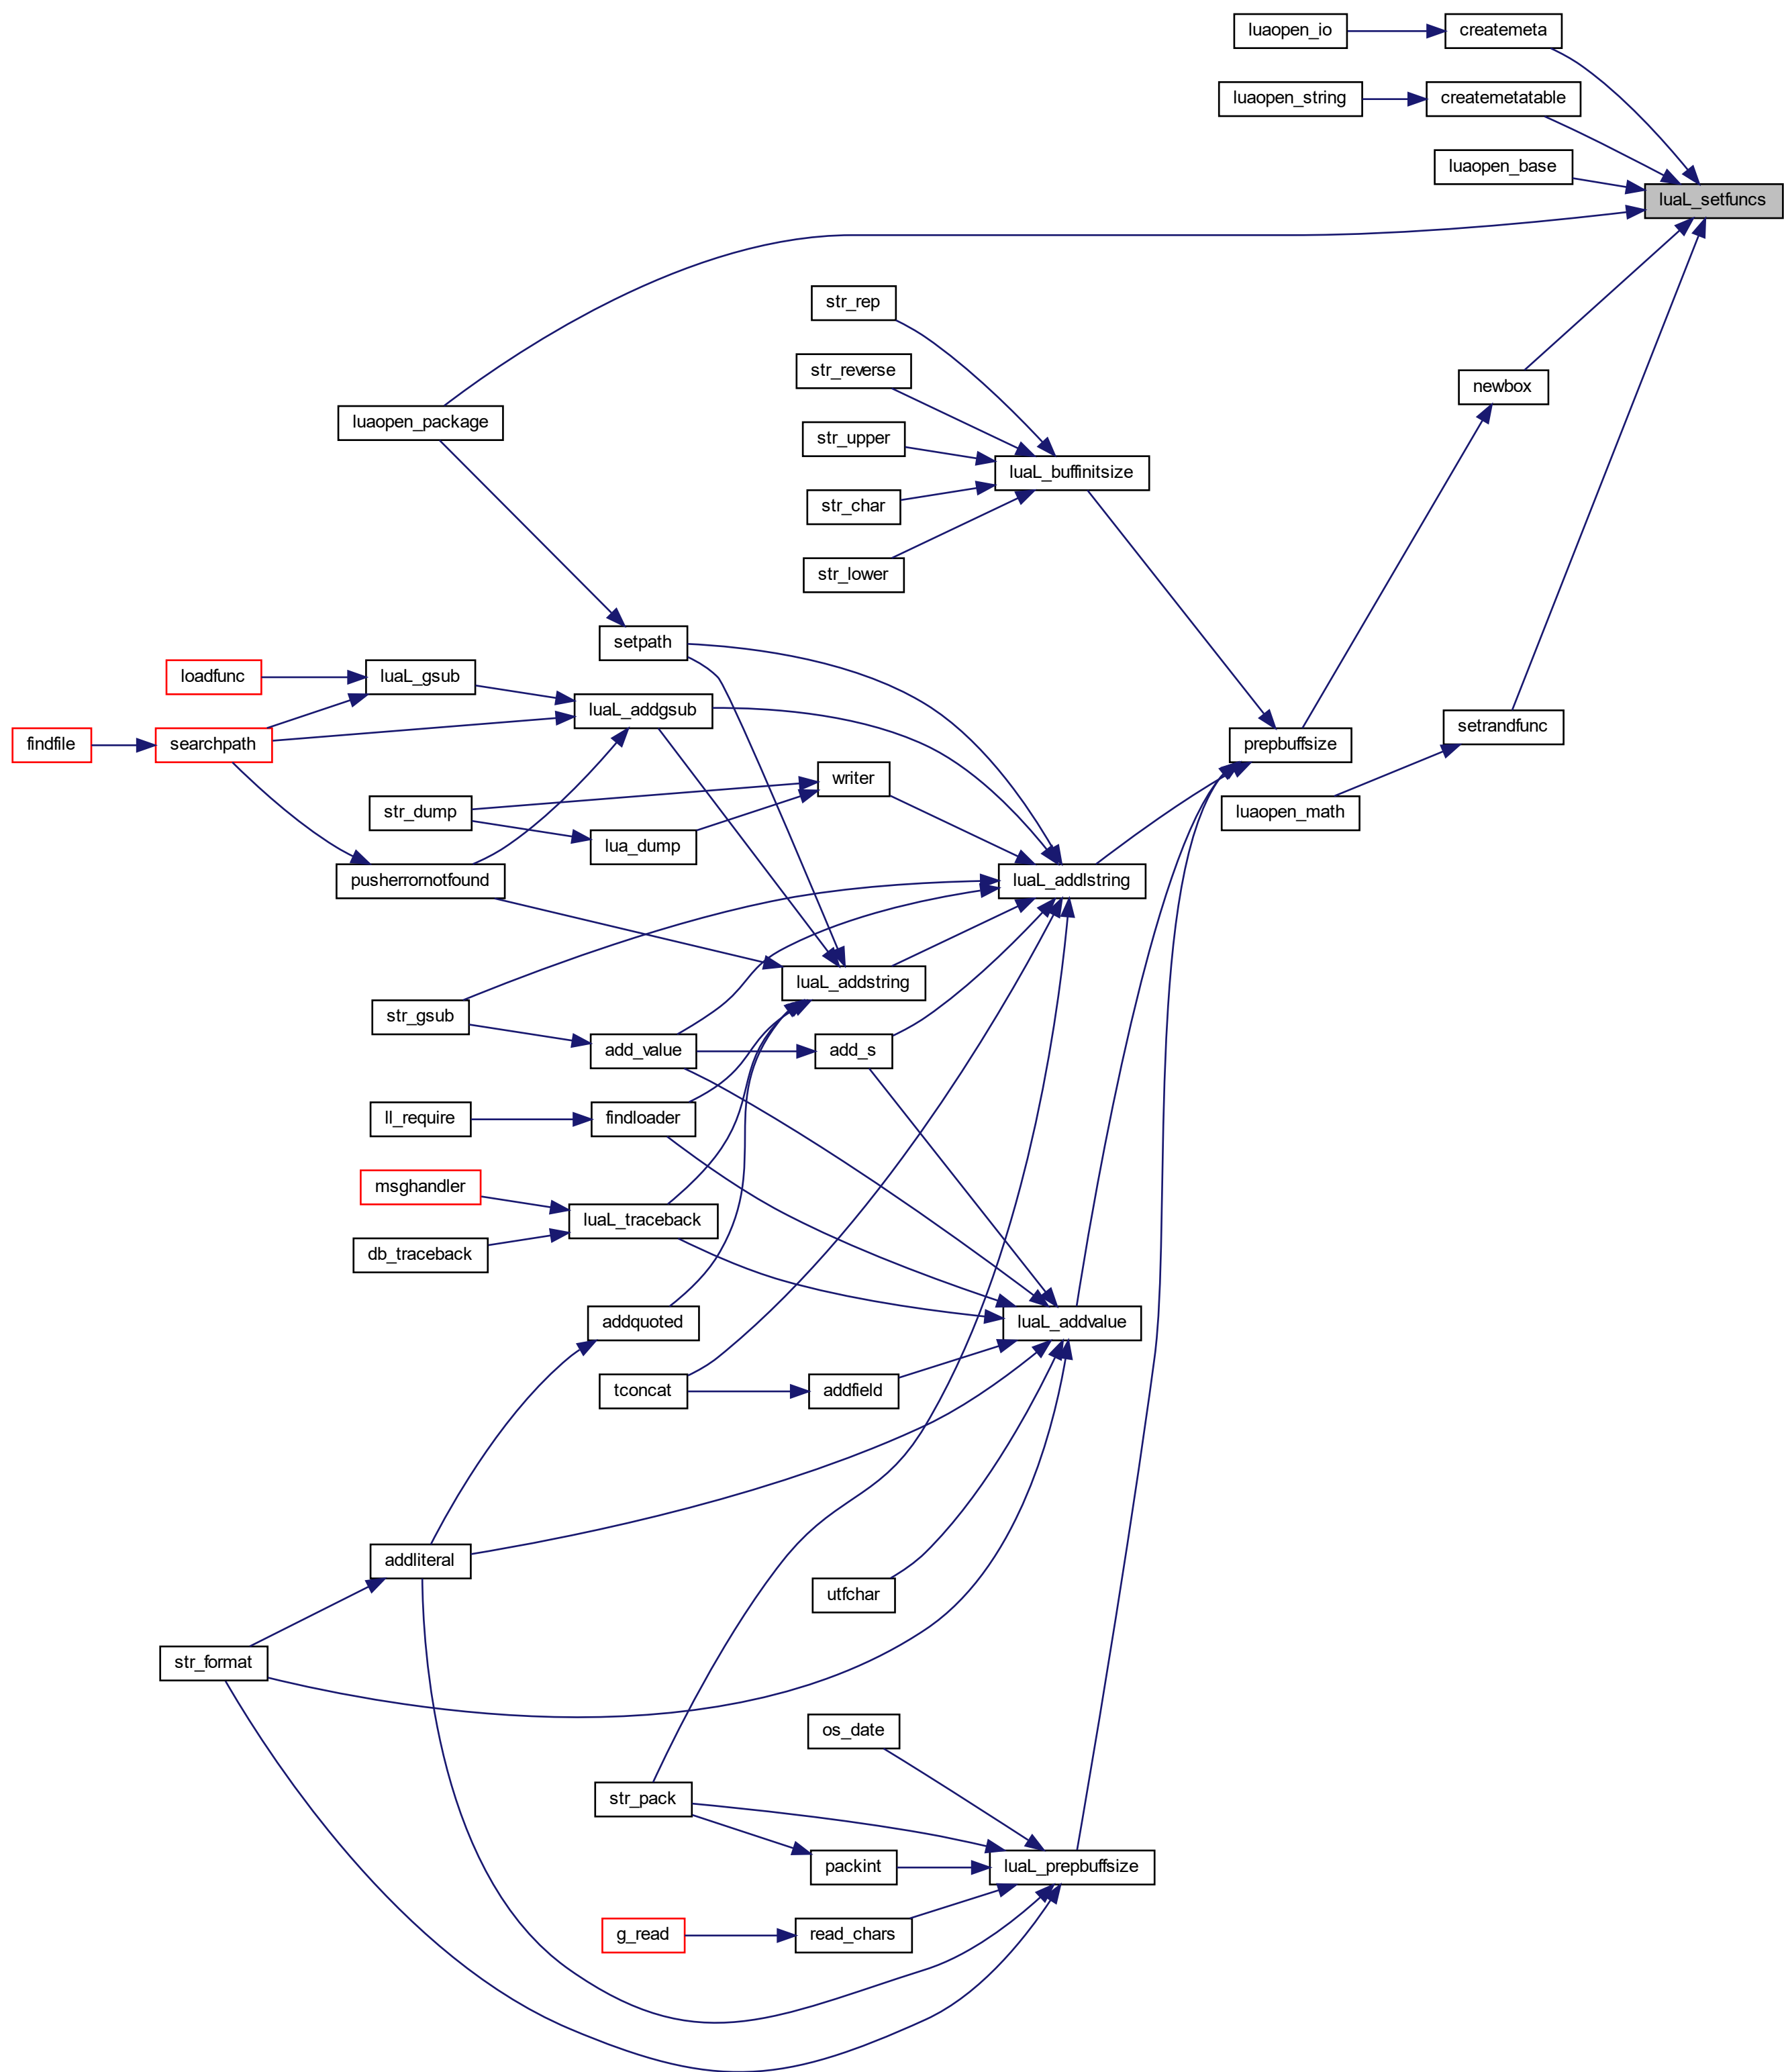 luaopen_io
createmeta
luaopen_string
createmetatable
luaopen_base
luaL_setfuncs
str_rep
str_reverse
newbox
luaopen_package
str_upper
luaL_buffinitsize
str_char
str_lower
setpath
loadfunc
luaL_gsub
luaL_addgsub
setrandfunc
findfile
searchpath
prepbuffsize
writer
str_dump
luaopen_math
lua_dump
pusherrornotfound
luaL_addlstring
luaL_addstring
str_gsub
add_value
add_s
ll_require
findloader
msghandler
luaL_traceback
db_traceback
addquoted
luaL_addvalue
tconcat
addfield
addliteral
utfchar
str_format
os_date
str_pack
packint
luaL_prepbuffsize
g_read
read_chars